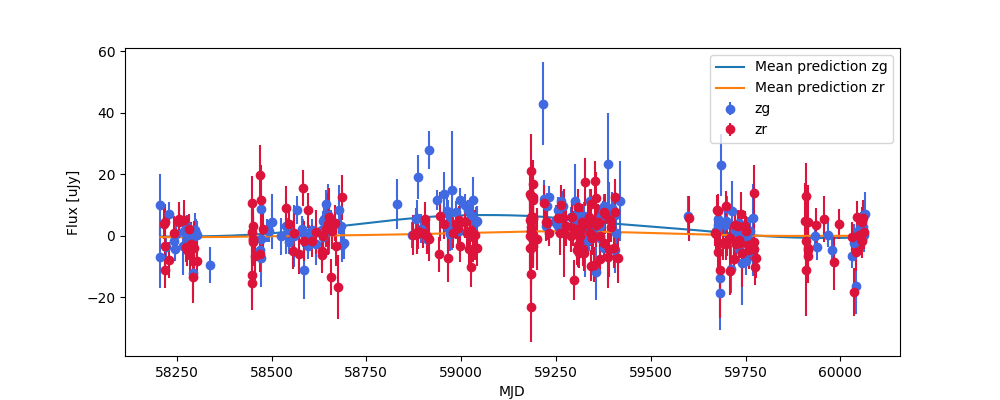 60
40
20
0
−20
Flux [uJy]
58250 58500 58750 59000 59250 59500 59750 60000
MJD
Mean prediction zg
Mean prediction zr
zg
zr